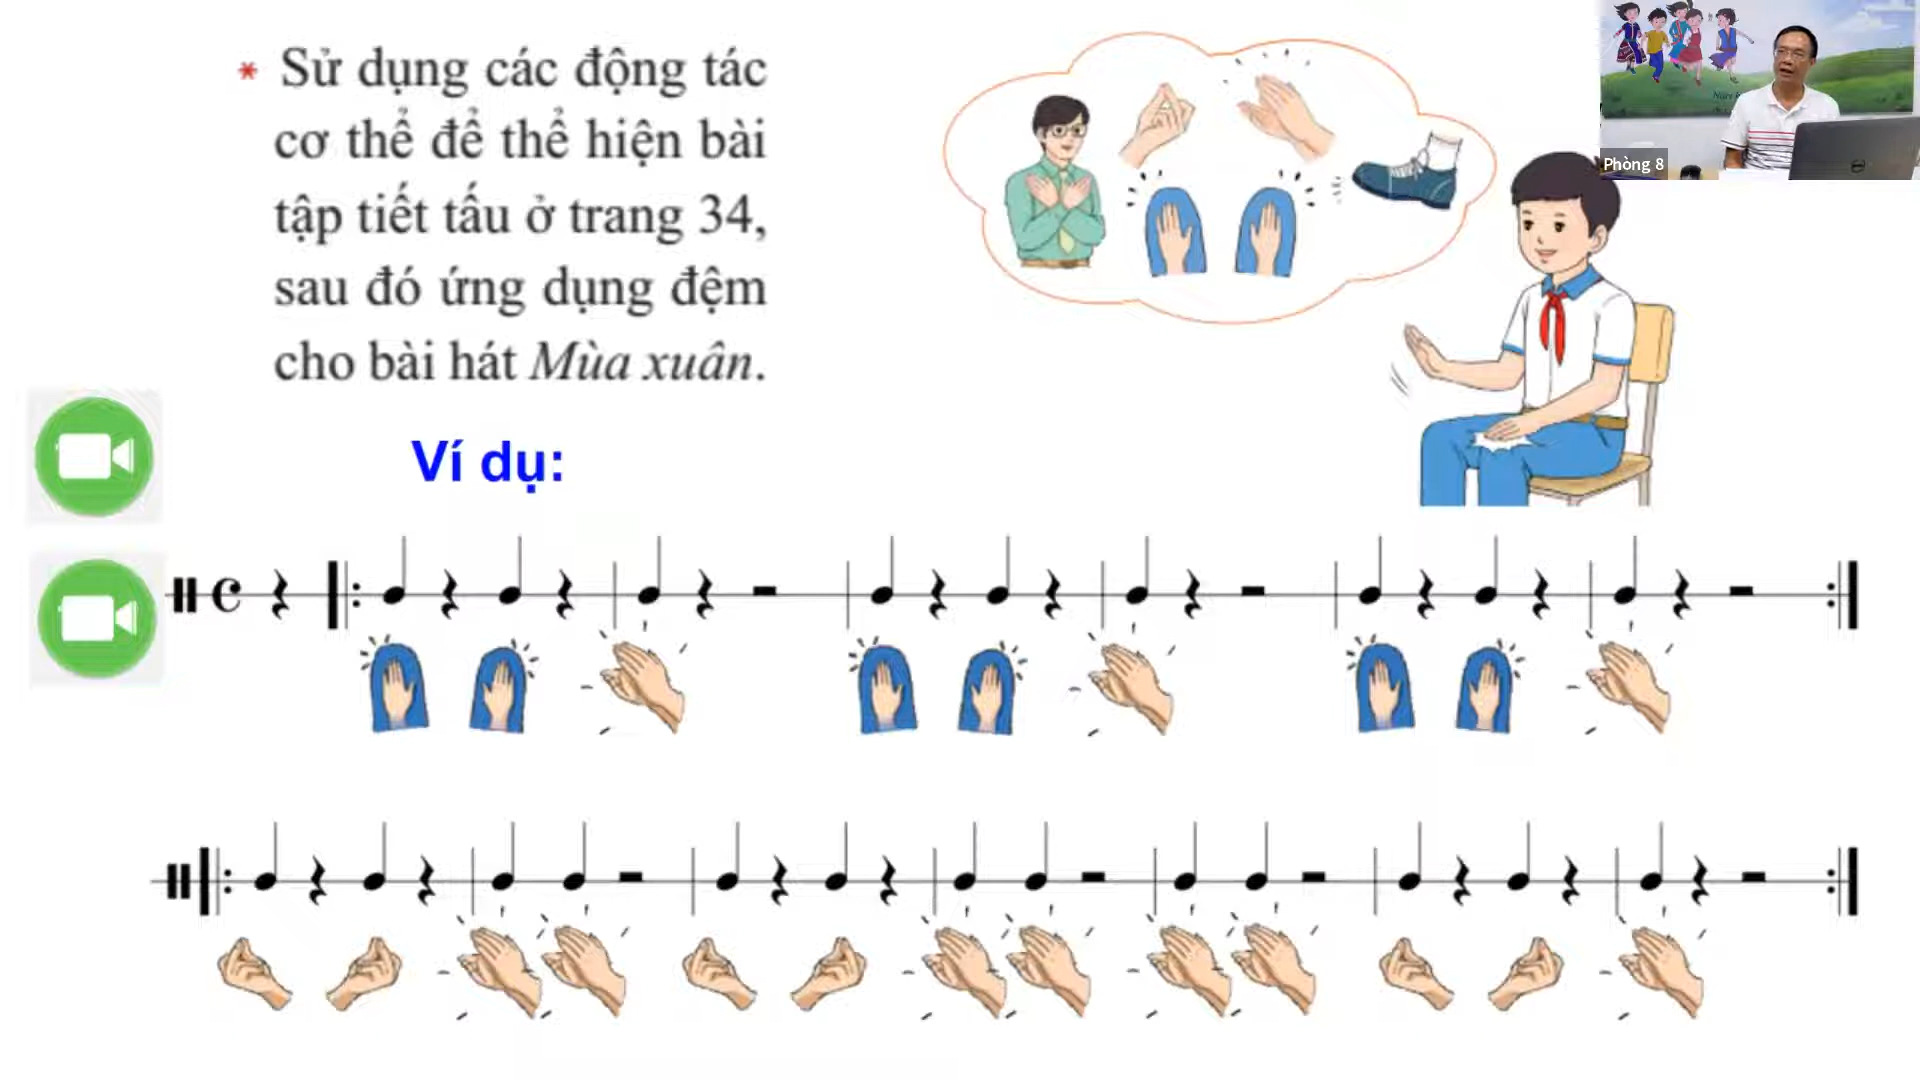 * Sử dụng các động tác
cơ thể để thể hiện bài
tập tiết tấu ở trang 34,
sau đó ứng dụng đệm
cho bài hát Mùa xuân.
Phòng 8
Ví dụ: